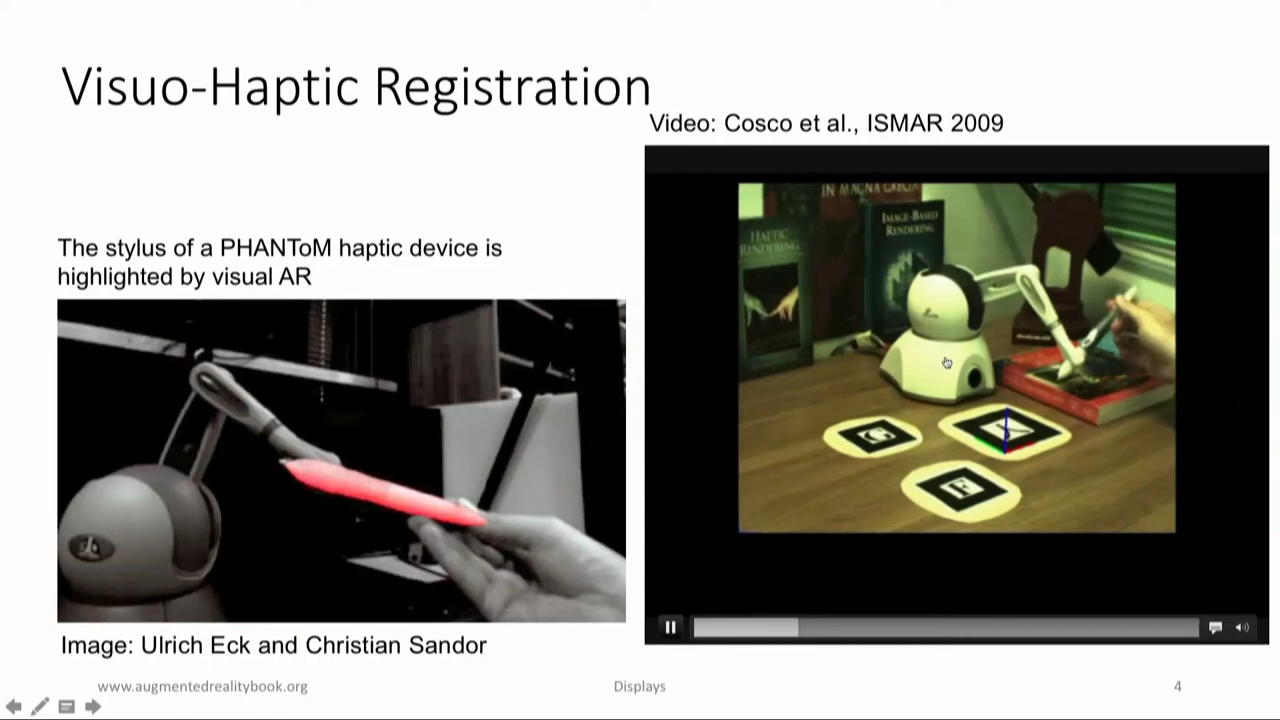 Visuo-Haptic Registration
Video: Cosco et al., ISMAR 2009
The stylus of a PHANToM haptic device is
highlighted by visual AR
IN MAGNA GRECIA
HAPTIC
RENDERING
IMAGE-BASED
RENDERING
G
F
Image: Ulrich Eck and Christian Sandor
www.augmentedrealitybook.org
Displays
4